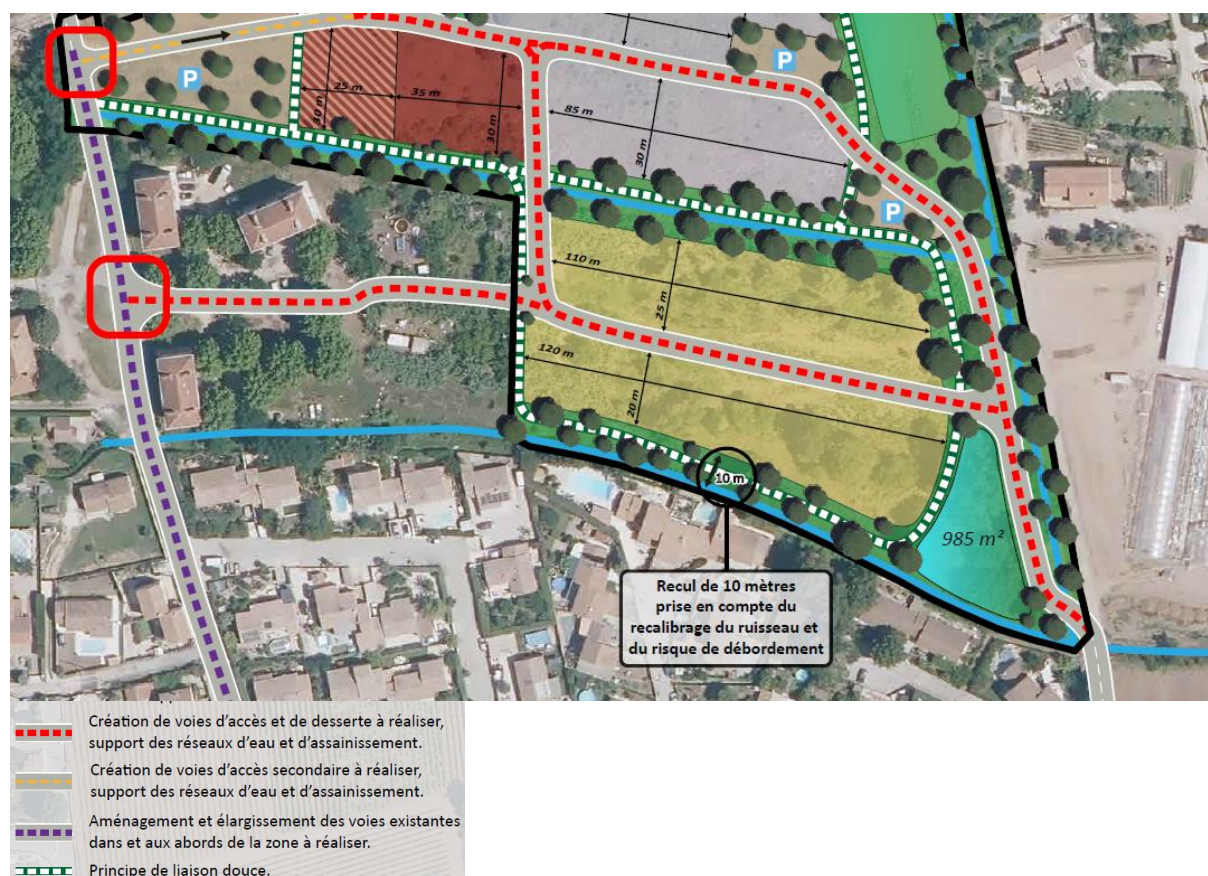 P
25 m
30 m
35 m
30 m
85 m
30 m
P
P
110 m
25 m
120 m
20 m
10 m
985 m²
Recul de 10 mètres
prise en compte du
recalibrage du ruisseau et
du risque de débordement
Création de voies d'accès et de desserte à réaliser,
support des réseaux d'eau et d'assainissement.
Création de voies d'accès secondaire à réaliser,
support des réseaux d'eau et d'assainissement.
Aménagement et élargissement des voies existantes
dans et aux abords de la zone à réaliser.
Principe de liaison douce.